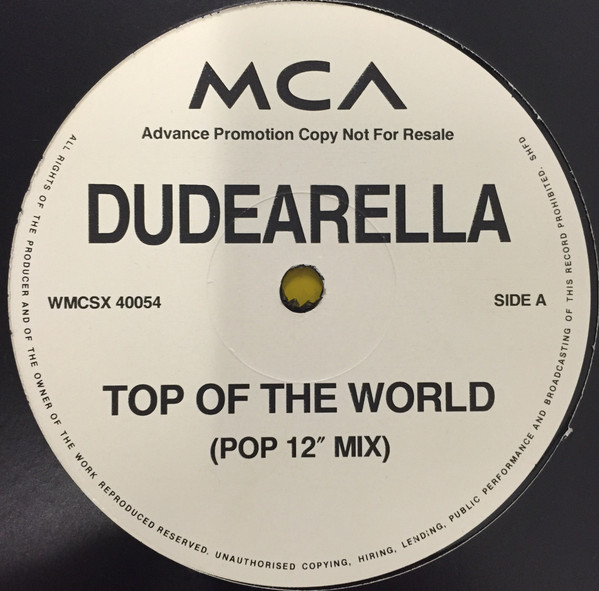 MCA
Advance Promotion Copy Not For Resale
DUDEARELLA
WMCSX 40054
SIDE A
TOP OF THE WORLD
(POP 12″ MIX)
ALL RIGHTS OF THE PRODUCER AND OF THE OWNER OF THE WORK REPRODUCED RESERVED. UNAUTHORISED COPYING, HIRING, LENDING, PUBLIC PERFORMANCE AND BROADCASTING OF THIS RECORD PROHIBITED. SHFD